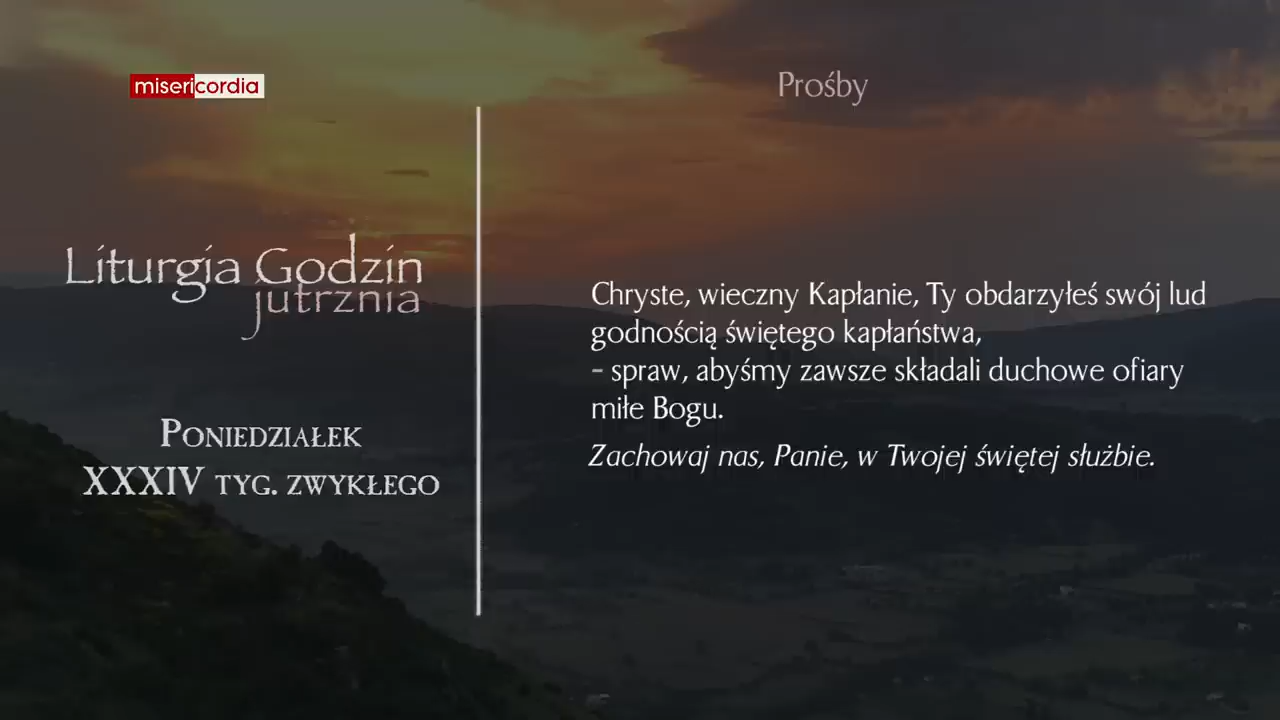 misericordia
Prośby
Liturgia Godzin
jutrznia
Poniedziałek
XXXIV tyg. zwykłego
Chryste, wieczny Kapłanie, Ty obdarzyłeś swój lud
godnością świętego kapłaństwa,
- spraw, abyśmy zawsze składali duchowe ofiary
miłe Bogu.
Zachowaj nas, Panie, w Twojej świętej służbie.